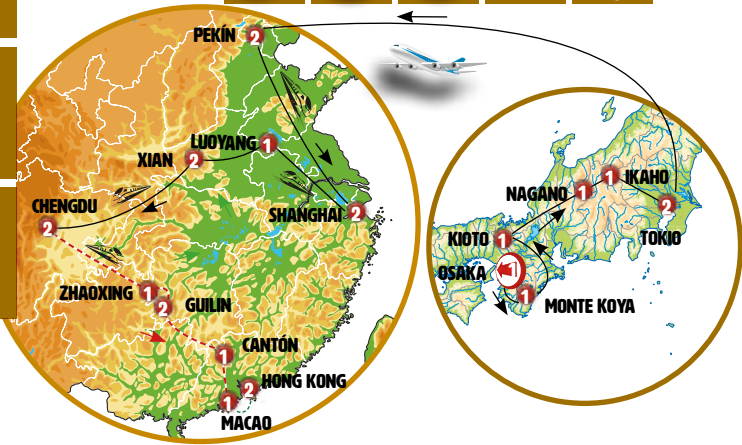 PEKÍN
2
LUOYANG
1
XIAN
2
CHENGDU
2
SHANGHAI
2
ZHAOXING
1
2
GUILIN
1
CANTÓN
HONG KONG
2
1
MACAO
IKAHO
1
NAGANO
1
2
TOKIO
KIOTO
1
OSAKA
1
1
MONTE KOYA